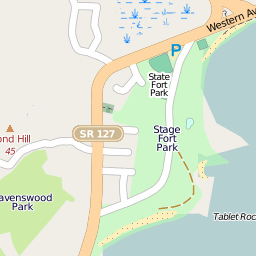 Western Av
P
State
Fort
Park
Stage
Fort
Park
SR 127
ond Hill
45
avenswood
Park
Tablet Roc